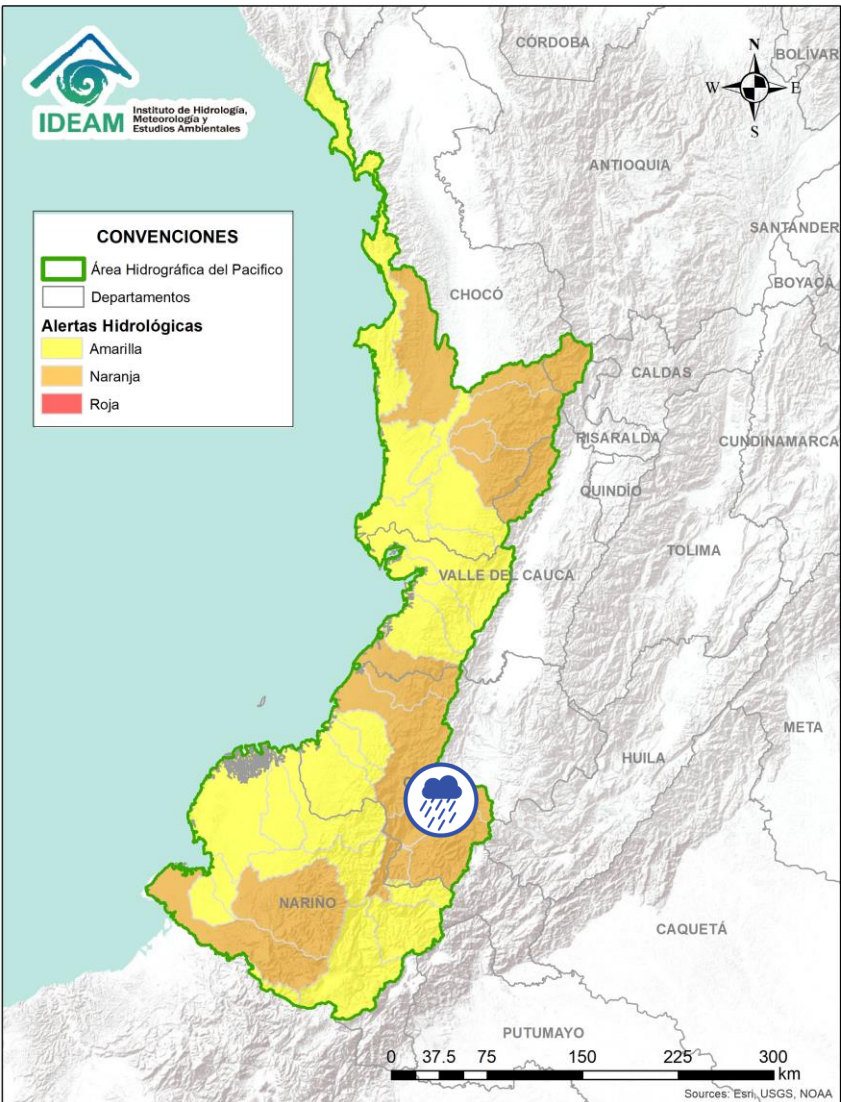 IDEAM
Instituto de Hidrología,
Meteorología y
Estudios Ambientales
CÓRDOBA
BOLÍVAR
N
W
E
S
ANTIOQUIA
SANTANDER
BOYACÁ
CONVENCIONES
Área Hidrográfica del Pacifico
Departamentos
Alertas Hidrológicas
Amarilla
Naranja
Roja
CHOCÓ
CALDAS
RISARALDA
CUNDINAMARCA
QUINDÍO
TOLIMA
VALLE DEL CAUCA
META
HUILA
NARIÑO
CAQUETÁ
PUTUMAYO
0 37.5 75 150 225 300
km
Sources: Esri, USGS, NOAA